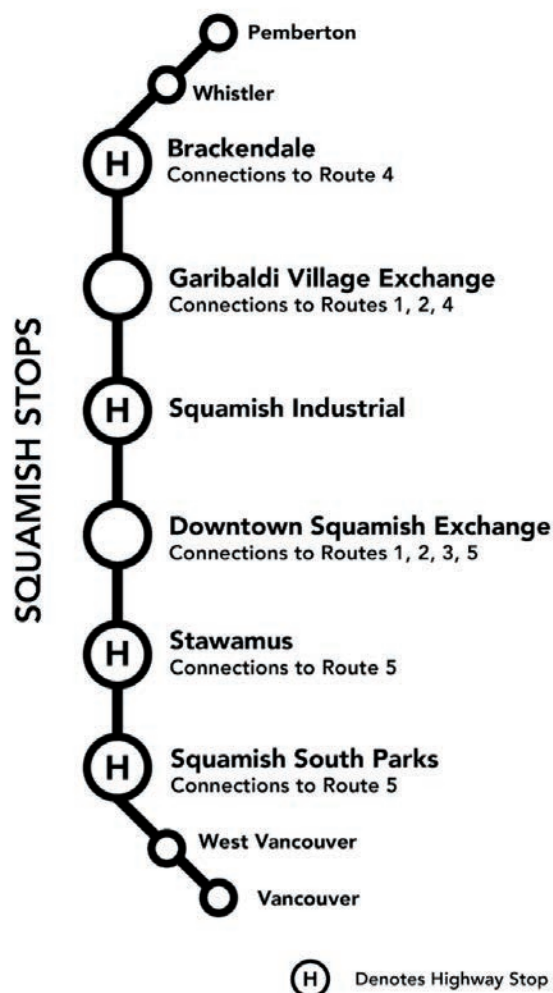 Pemberton
Whistler
H
Brackendale
Connections to Route 4
Garibaldi Village Exchange
Connections to Routes 1, 2, 4
SQUAMISH STOPS
H
Squamish Industrial
Downtown Squamish Exchange
Connections to Routes 1, 2, 3, 5
H
Stawamus
Connections to Route 5
H
Squamish South Parks
Connections to Route 5
West Vancouver
Vancouver
H Denotes Highway Stop